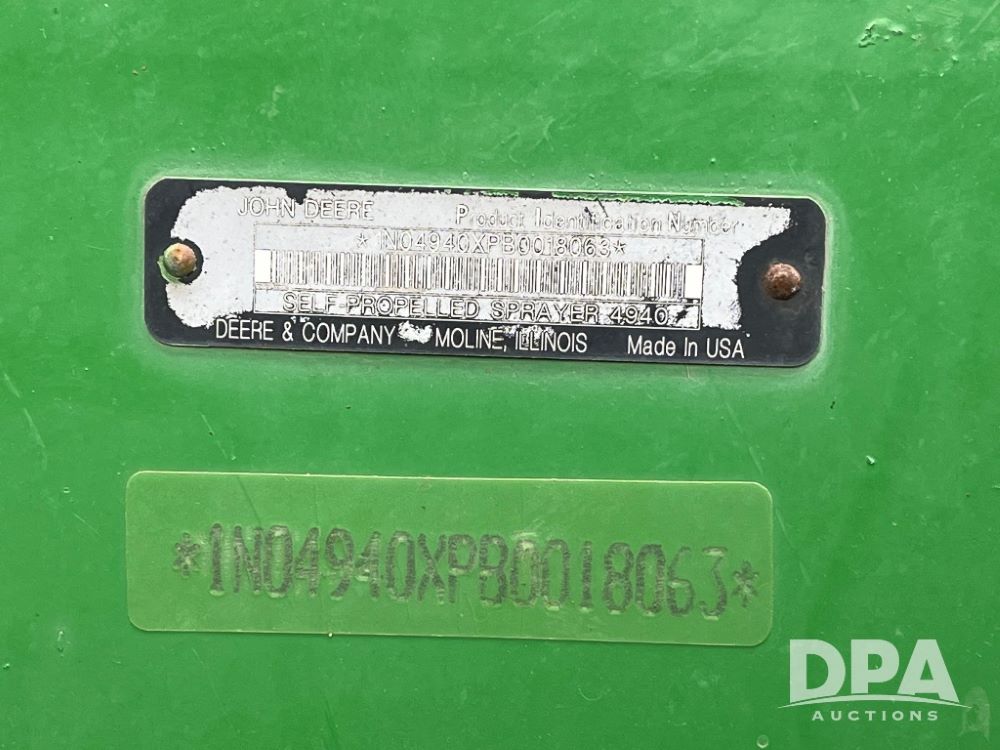 JOHN DEERE Product Identification Number
*1N04940XPB0018063*
SELF-PROPELLED SPRAYER 4940
DEERE & COMPANY MOLINE, ILLINOIS Made In USA
*1N04940XPB0018063*
DPA
AUCTIONS